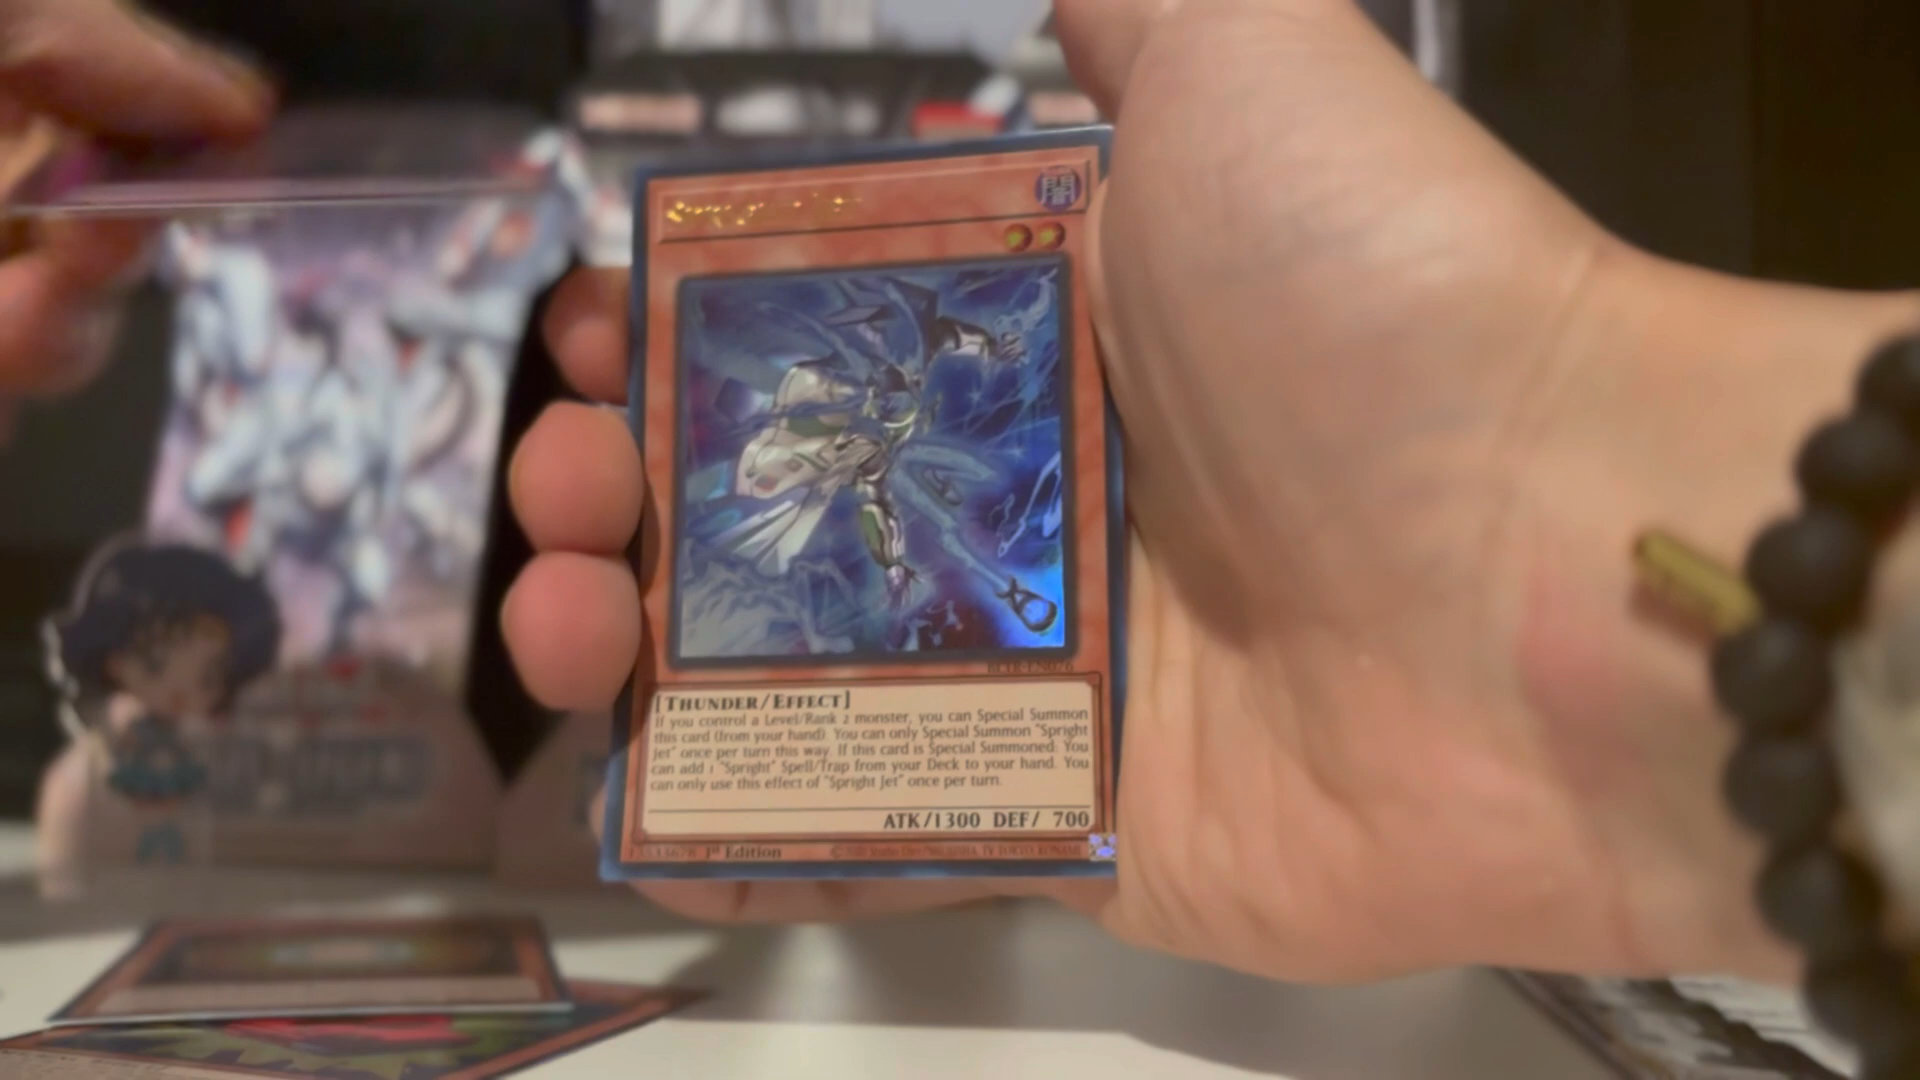 闇
[THUNDER/EFFECT]
If you control a Level/Rank 2 monster, you can Special Summon
this card (from your hand). You can only Special Summon "Spright
Jet" once per turn this way. If this card is Special Summoned: You
can add 1 "Spright" Spell/Trap from your Deck to your hand. You
can only use this effect of "Spright Jet" once per turn.
ATK/1300 DEF/ 700
1st Edition